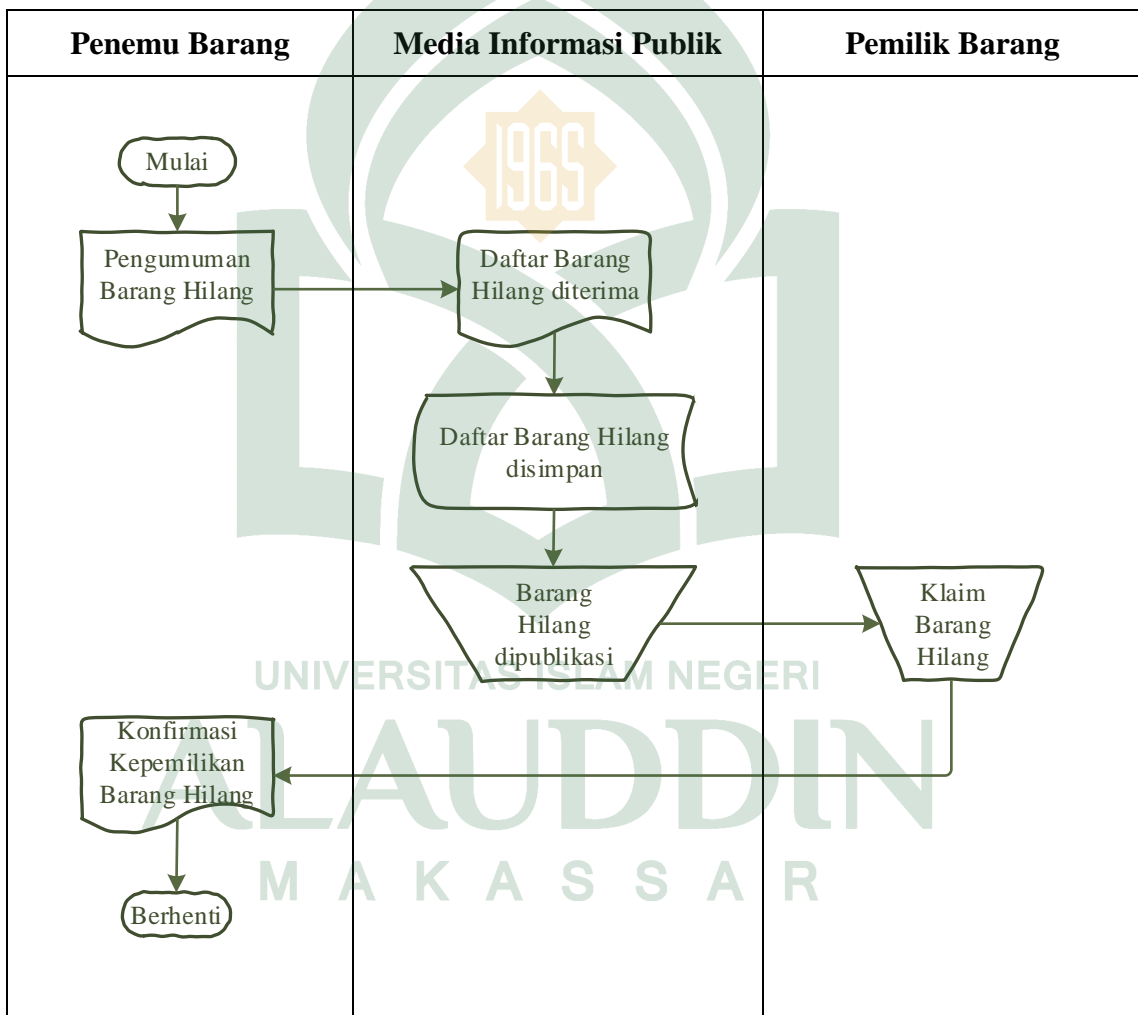 Penemu Barang
Media Informasi Publik
Pemilik Barang
1965
Mulai
Pengumuman
Barang Hilang
Daftar Barang
Hilang diterima
Daftar Barang Hilang
disimpan
Barang
Hilang
dipublikasi
Klaim
Barang
Hilang
UNIVERSITAS ISLAM NEGERI
Konfirmasi
Kepemilikan
Barang Hilang
ALAUDDIN
MAKASSAR
Berhenti